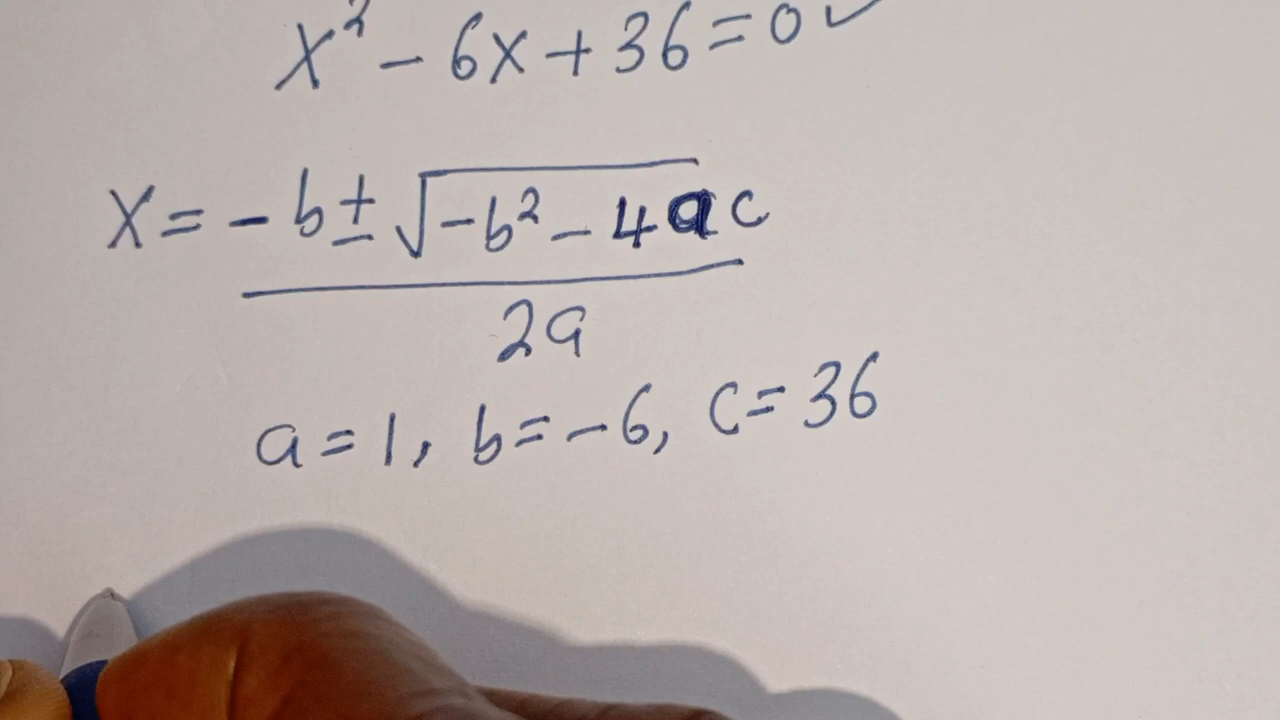 x² - 6x + 36 = 0 ✓
x = -b ± √-b² - 4ac
2a
a = 1, b = -6, c = 36